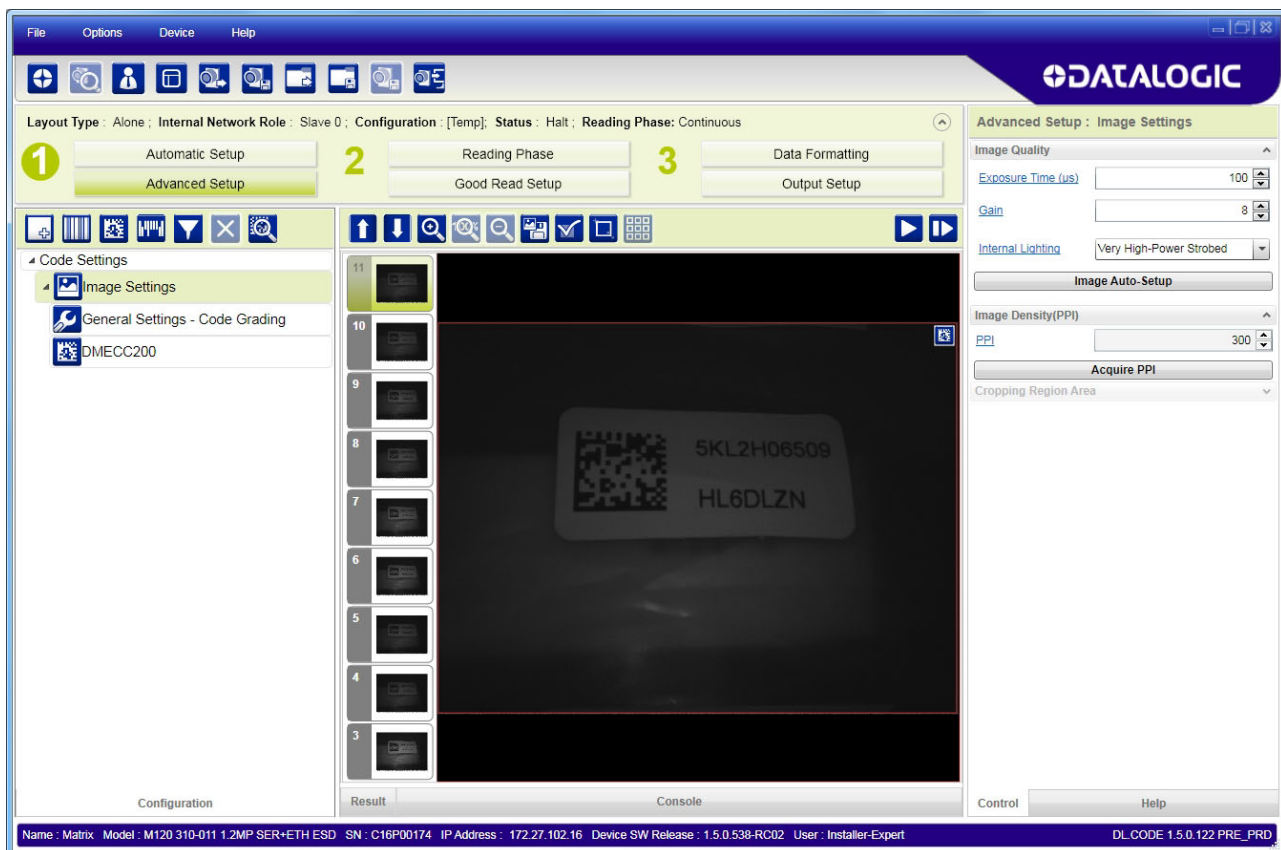 File Options Device Help
DATALOGIC
Layout Type : Alone ; Internal Network Role : Slave 0 ; Configuration : [Temp]; Status : Halt ; Reading Phase: Continuous
1 Automatic Setup 2 Reading Phase 3 Data Formatting
Advanced Setup Good Read Setup Output Setup
Code Settings
Image Settings
General Settings - Code Grading
DMECC200
Configuration
100%
11
10
9
8
7
6
5
4
3
5KL2H06509
HL6DLZN
Result Console
Advanced Setup : Image Settings
Image Quality
Exposure Time (µs) 100
Gain 8
Internal Lighting Very High-Power Strobed
Image Auto-Setup
Image Density(PPI)
PPI 300
Acquire PPI
Cropping Region Area
Control Help
Name : Matrix Model : M120 310-011 1.2MP SER+ETH ESD SN : C16P00174 IP Address : 172.27.102.16 Device SW Release : 1.5.0.538-RC02 User : Installer-Expert DL.CODE 1.5.0.122 PRE_PRD